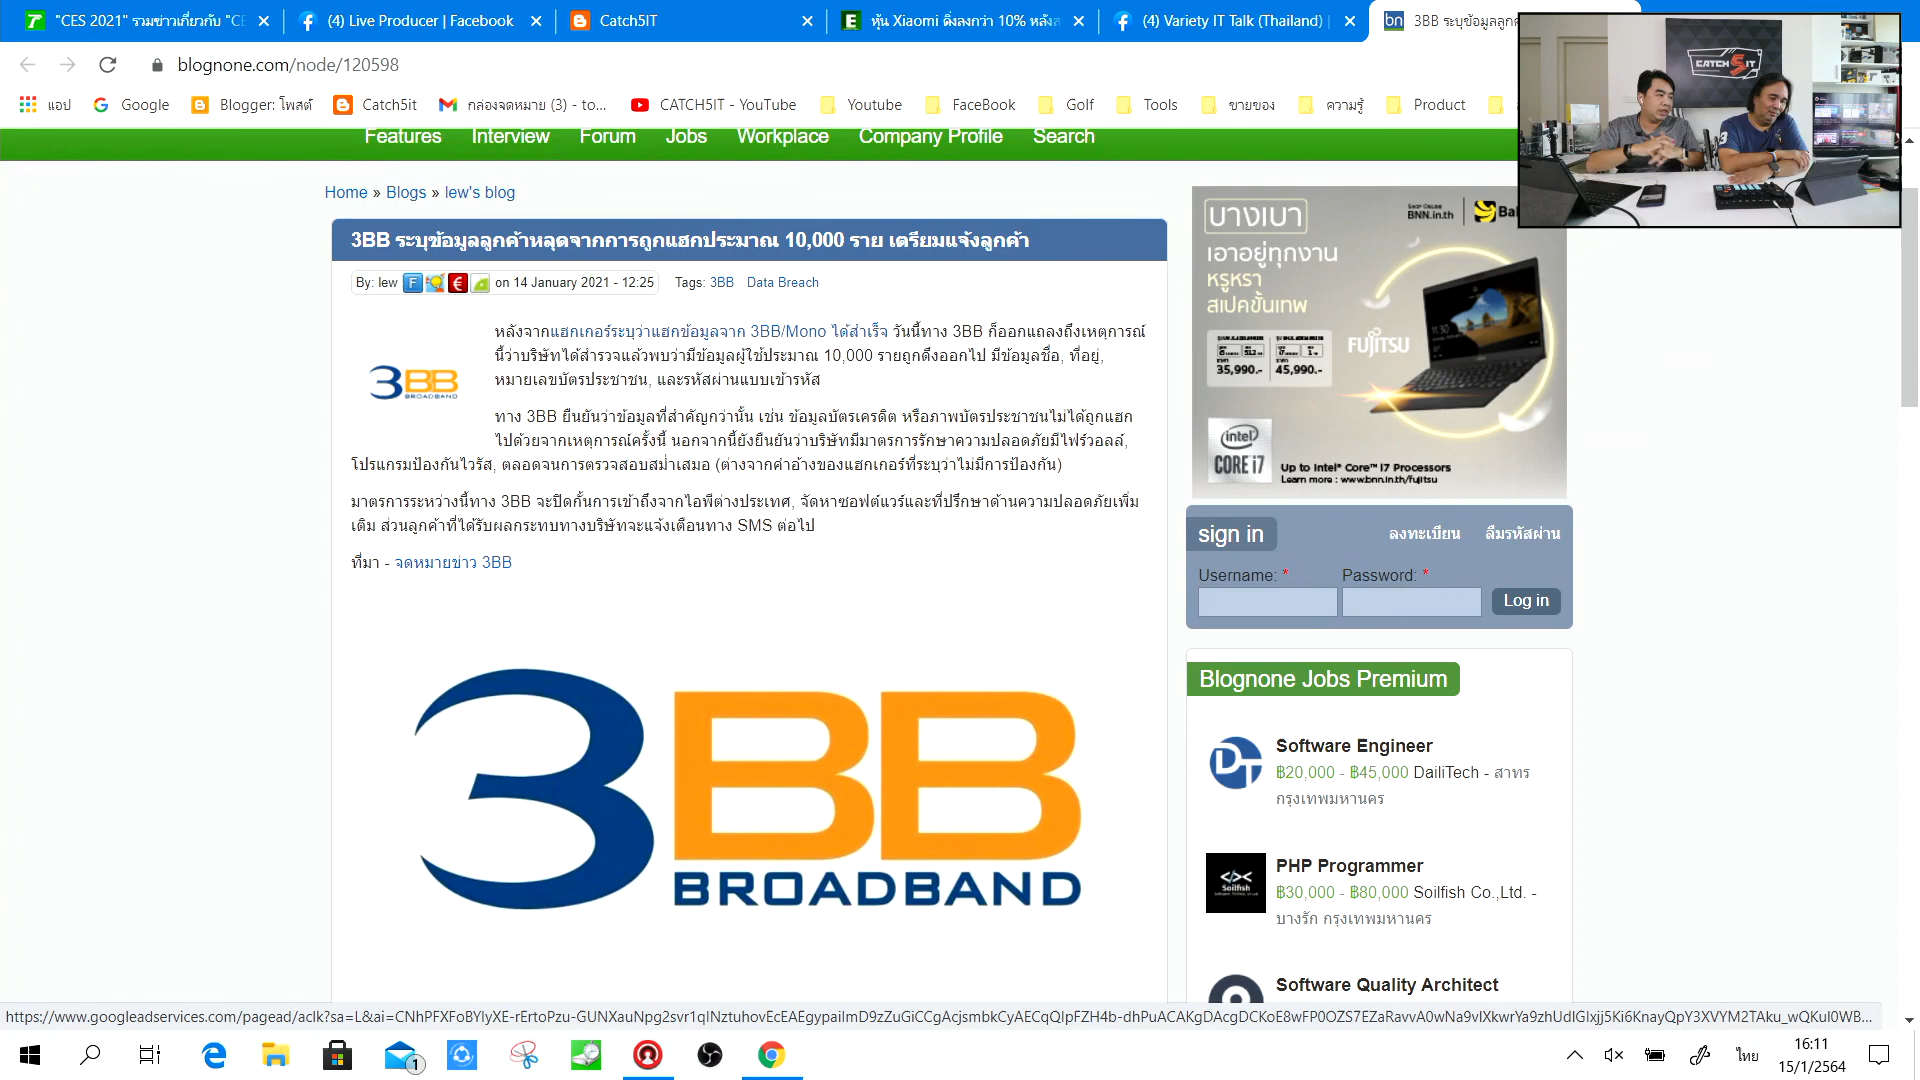 "CES 2021" รวมข่าวเกี่ยวกับ "CE
(4) Live Producer | Facebook
Catch5IT
หุ้น Xiaomi ดิ่งลงกว่า 10% หลังส
(4) Variety IT Talk (Thailand) |
3BB ระบุข้อมูลลูกค
blognone.com/node/120598
แอป
Google
Blogger: โพสต์
Catch5it
กล่องจดหมาย (3) - to...
CATCH5IT - YouTube
Youtube
FaceBook
Golf
Tools
ขายของ
ความรู้
Product
CATCH5IT
Features Interview Forum Jobs Workplace Company Profile Search
Home » Blogs » lew's blog
3BB ระบุข้อมูลลูกค้าหลุดจากการถูกแฮกประมาณ 10,000 ราย เตรียมแจ้งลูกค้า
By: lew on 14 January 2021 - 12:25 Tags: 3BB Data Breach
หลังจากแฮกเกอร์ระบุว่าแฮกข้อมูลจาก 3BB/Mono ได้สำเร็จ วันนี้ทาง 3BB ก็ออกแถลงถึงเหตุการณ์
นี้ว่าบริษัทได้สำรวจแล้วพบว่ามีข้อมูลผู้ใช้ประมาณ 10,000 รายถูกดึงออกไป มีข้อมูลชื่อ, ที่อยู่,
หมายเลขบัตรประชาชน, และรหัสผ่านแบบเข้ารหัส
3BB
BROADBAND
ทาง 3BB ยืนยันว่าข้อมูลที่สำคัญกว่านั้น เช่น ข้อมูลบัตรเครดิต หรือภาพบัตรประชาชนไม่ได้ถูกแฮก
ไปด้วยจากเหตุการณ์ครั้งนี้ นอกจากนี้ยังยืนยันว่าบริษัทมีมาตรการรักษาความปลอดภัยมีไฟร์วอลล์,
โปรแกรมป้องกันไวรัส, ตลอดจนการตรวจสอบสม่ำเสมอ (ต่างจากคำอ้างของแฮกเกอร์ที่ระบุว่าไม่มีการป้องกัน)
มาตรการระหว่างนี้ทาง 3BB จะปิดกั้นการเข้าถึงจากไอพีต่างประเทศ, จัดหาซอฟต์แวร์และที่ปรึกษาด้านความปลอดภัยเพิ่ม
เติม ส่วนลูกค้าที่ได้รับผลกระทบทางบริษัทจะแจ้งเตือนทาง SMS ต่อไป
ที่มา - จดหมายข่าว 3BB
3BB
BROADBAND
บางเบา
SHOP ONLINE
BNN.in.th
เอาอยู่ทุกงาน
หรูหรา
สเปคขั้นเทพ
35,990.-
45,990.-
FUJITSU
intel
CORE i7
Up to Intel® Core™ i7 Processors
Learn more : www.bnn.in.th/fujitsu
sign in
ลงทะเบียน
ลืมรหัสผ่าน
Username: *
Password: *
Log in
Blognone Jobs Premium
DT
Software Engineer
฿20,000 - ฿45,000 DailiTech - สาทร
กรุงเทพมหานคร
Soilfish
PHP Programmer
฿30,000 - ฿80,000 Soilfish Co.,Ltd. -
บางรัก กรุงเทพมหานคร
Software Quality Architect
1
ไทย
16:11
15/1/2564